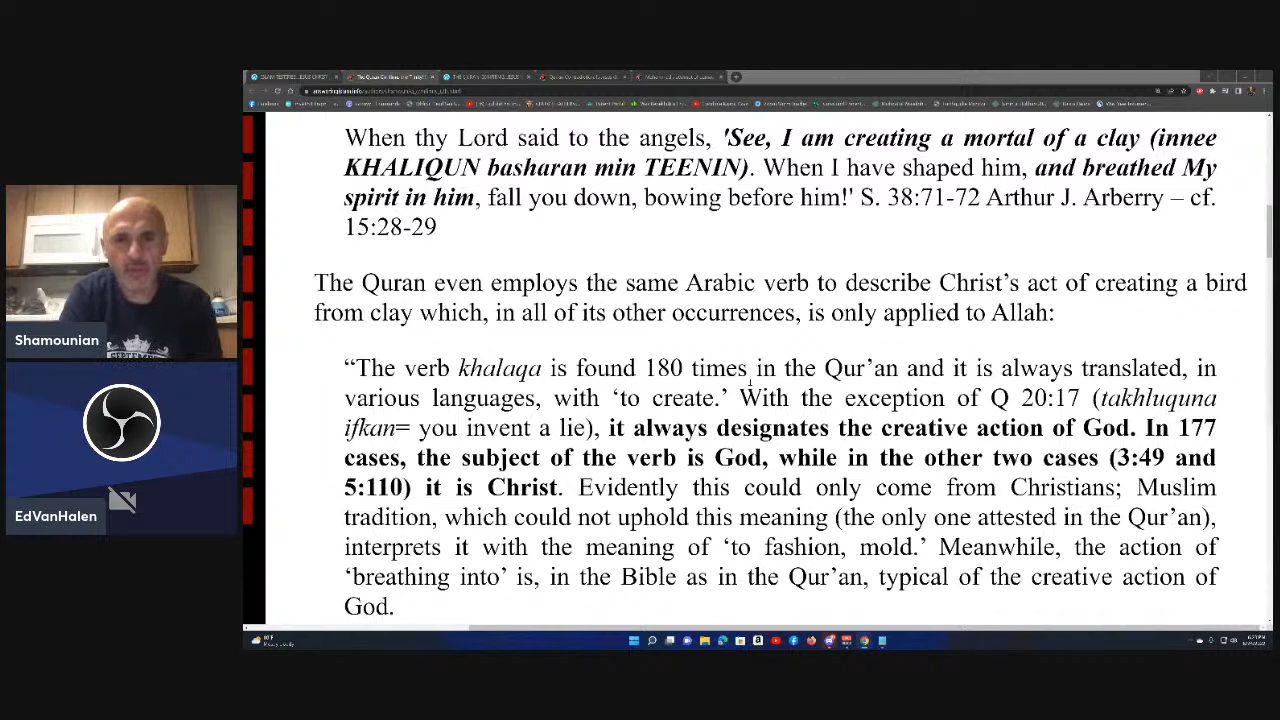 When thy Lord said to the angels, 'See, I am creating a mortal of a clay (innee
KHALIQUN basharan min TEENIN). When I have shaped him, and breathed My
spirit in him, fall you down, bowing before him!' S. 38:71-72 Arthur J. Arberry – cf.
15:28-29
The Quran even employs the same Arabic verb to describe Christ's act of creating a bird
from clay which, in all of its other occurrences, is only applied to Allah:
“The verb khalaqa is found 180 times in the Qur’an and it is always translated, in
various languages, with ‘to create.’ With the exception of Q 20:17 (takhluquna
ifkan= you invent a lie), it always designates the creative action of God. In 177
cases, the subject of the verb is God, while in the other two cases (3:49 and
5:110) it is Christ. Evidently this could only come from Christians; Muslim
tradition, which could not uphold this meaning (the only one attested in the Qur’an),
interprets it with the meaning of ‘to fashion, mold.’ Meanwhile, the action of
‘breathing into’ is, in the Bible as in the Qur’an, typical of the creative action of
God.
Shamounian
EdVanHalen